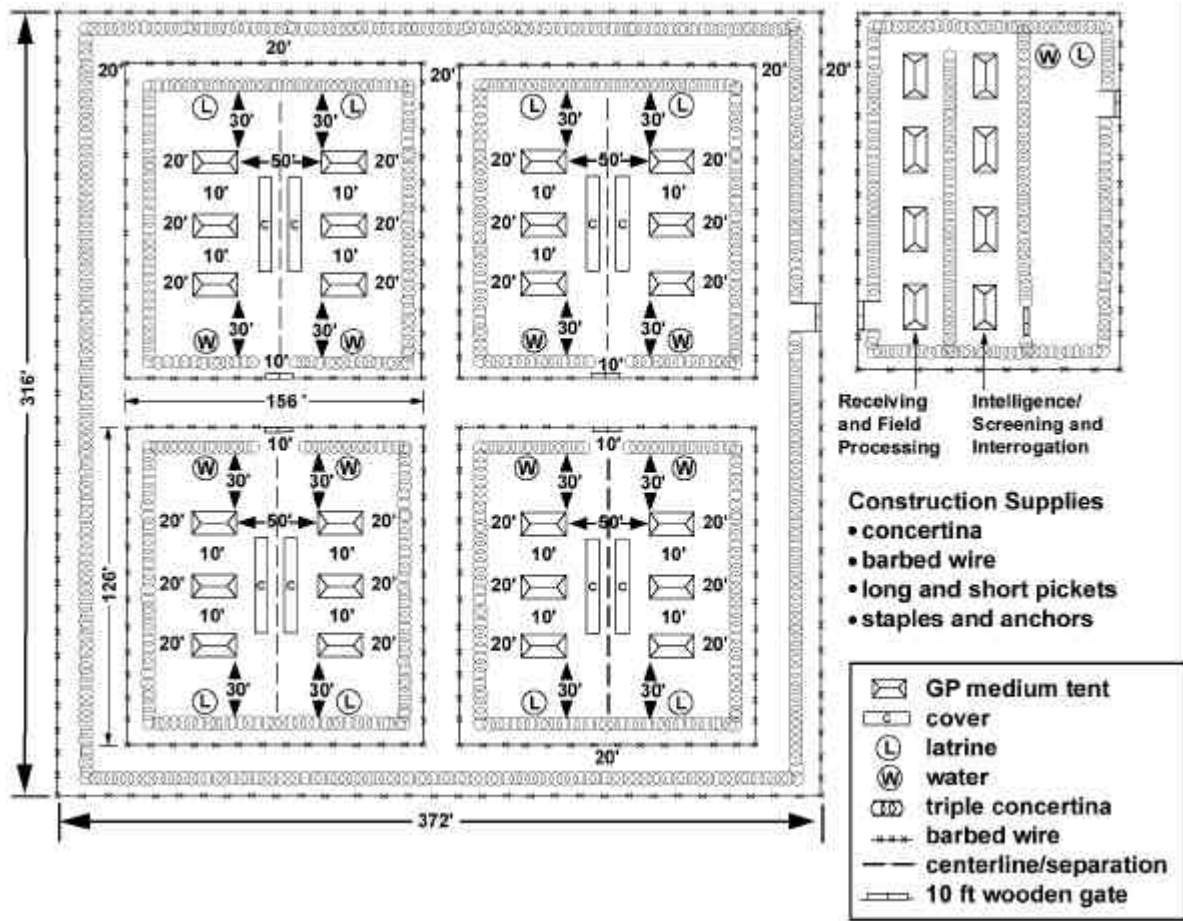 20'
20' 20' 20' 20'
W L
L L L L
30' 30' 30' 30'
20' 50' 20' 20' 50' 20'
10' 10' 10' 10'
20' C C 20' 20' C C 20'
10' 10' 10' 10'
20' 20' 20' 20'
30' 30' 30' 30'
W W W W
10' 10'
316'
156 '
Receiving
and Field
Processing
Intelligence/
Screening and
Interrogation
126'
10' 10'
W W W W
30' 30' 30' 30'
20' 50' 20' 20' 50' 20'
10' 10' 10' 10'
20' C C 20' 20' C C 20'
10' 10' 10' 10'
20' 20' 20' 20'
30' 30' 30' 30'
L L L L
20'
372'
Construction Supplies
• concertina
• barbed wire
• long and short pickets
• staples and anchors
GP medium tent
C cover
L latrine
W water
triple concertina
barbed wire
centerline/separation
10 ft wooden gate